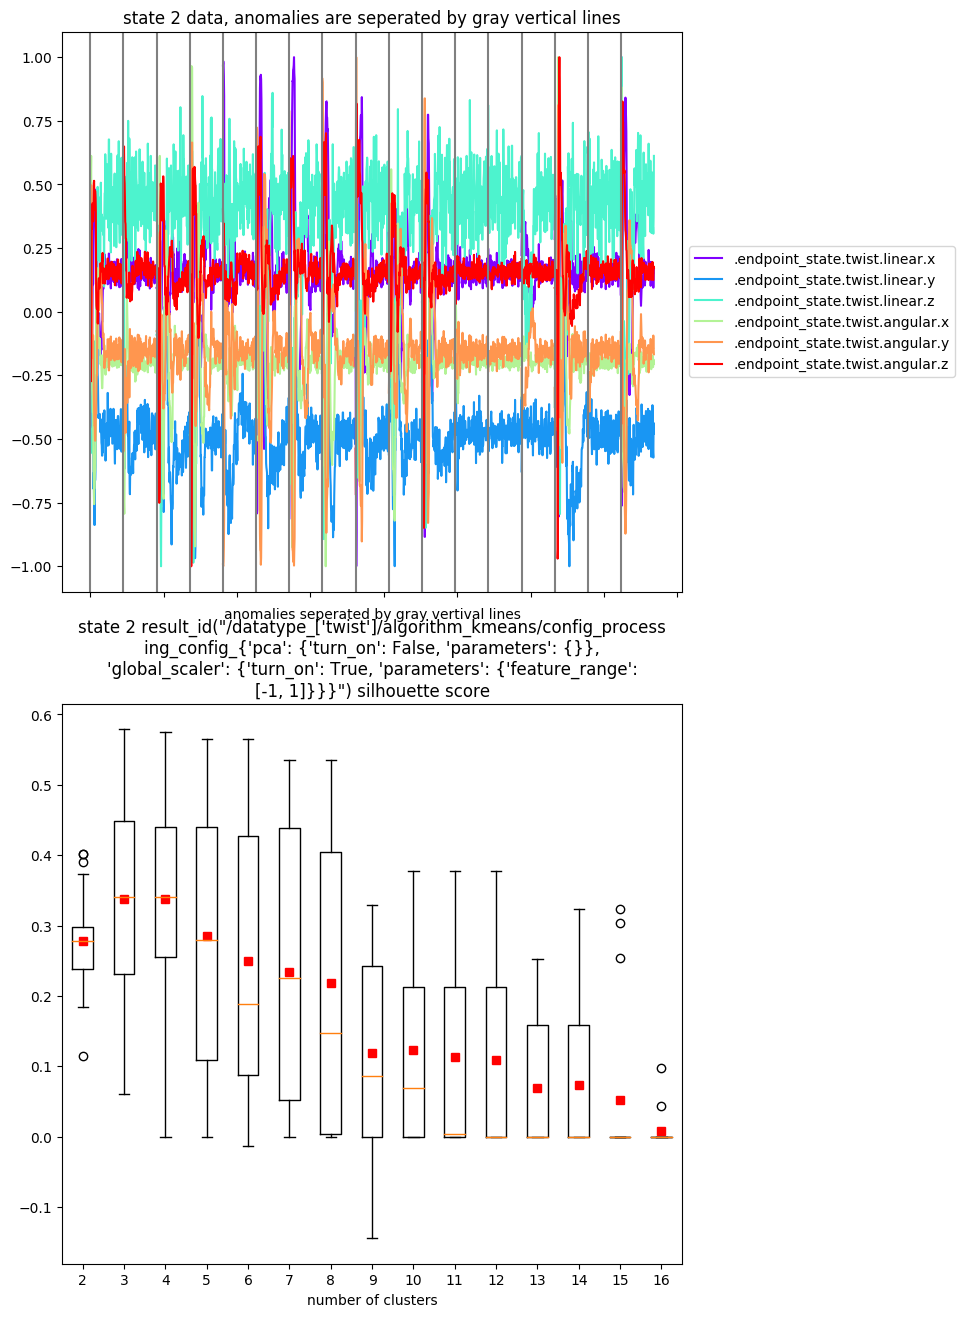 state 2 data, anomalies are seperated by gray vertical lines
1.00
0.75
0.50
0.25
0.00
−0.25
−0.50
−0.75
−1.00
.endpoint_state.twist.linear.x
.endpoint_state.twist.linear.y
.endpoint_state.twist.linear.z
.endpoint_state.twist.angular.x
.endpoint_state.twist.angular.y
.endpoint_state.twist.angular.z
anomalies seperated by gray vertival lines
state 2 result_id("/datatype_['twist']/algorithm_kmeans/config_process
ing_config_{'pca': {'turn_on': False, 'parameters': {}},
'global_scaler': {'turn_on': True, 'parameters': {'feature_range':
[-1, 1]}}}") silhouette score
0.6
0.5
0.4
0.3
0.2
0.1
0.0
−0.1
2 3 4 5 6 7 8 9 10 11 12 13 14 15 16
number of clusters